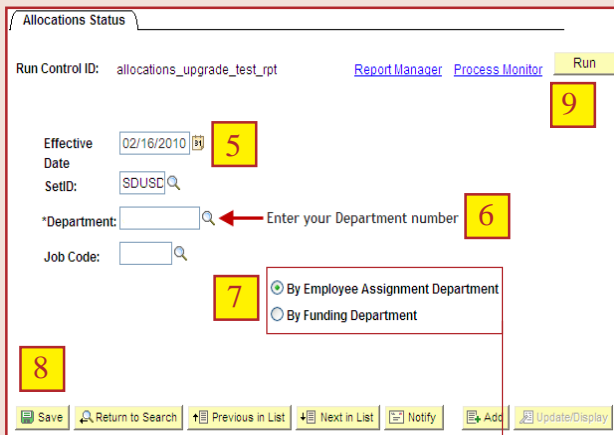 Allocations Status
Run Control ID: allocations_upgrade_test_rpt Report Manager Process Monitor Run
9
Effective Date 02/16/2010 31 5
SetID: SDUSD
*Department: Enter your Department number 6
Job Code:
7 By Employee Assignment Department
By Funding Department
8
Save Return to Search Previous in List Next in List Notify Add Update/Display